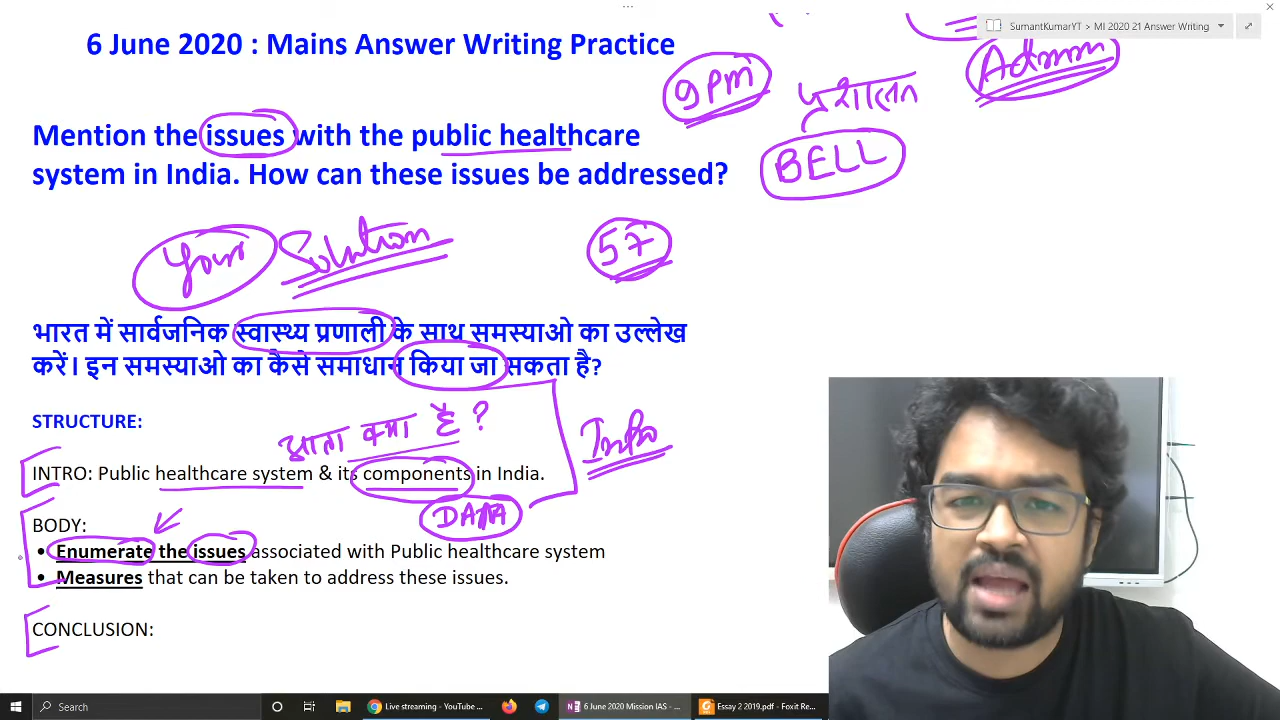 SumantKumarYT > MI 2020 21 Answer Writing
6 June 2020 : Mains Answer Writing Practice
Admin
9 PM
प्रशासन
Mention the issues with the public healthcare
BELL
system in India. How can these issues be addressed?
Your Solution
57
भारत में सार्वजनिक स्वास्थ्य प्रणाली के साथ समस्याओ का उल्लेख
करें। इन समस्याओ का कैसे समाधान किया जा सकता है?
STRUCTURE:
आता क्या है ?
Intro
INTRO: Public healthcare system & its components in India.
DATA
BODY:
• Enumerate the issues associated with Public healthcare system
• Measures that can be taken to address these issues.
CONCLUSION:
Search
Live streaming - YouTube ...
6 June 2020 Mission IAS - ...
Essay 2 2019.pdf - Foxit Re...